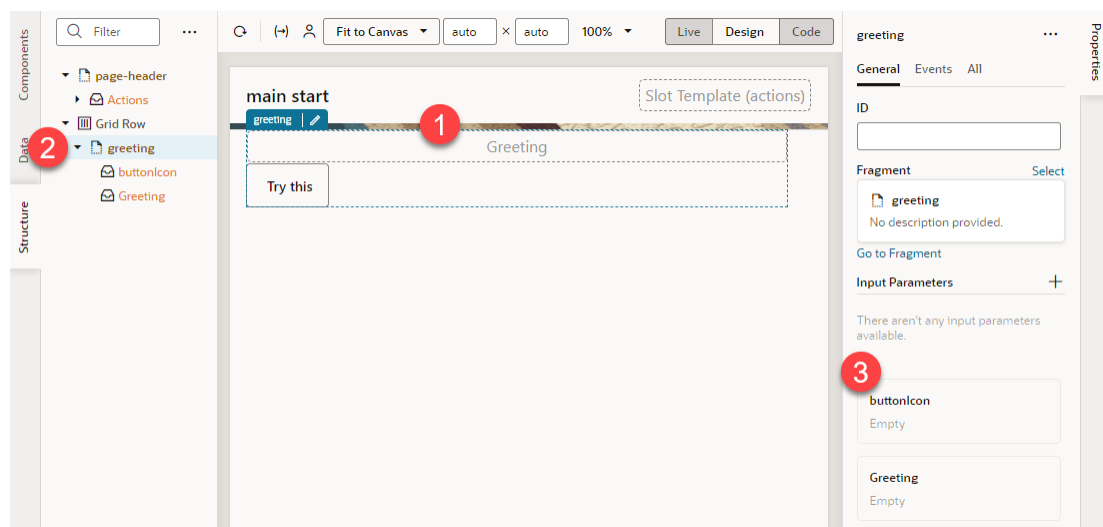 Components
Data
Structure
Filter
page-header
Actions
Grid Row
2
greeting
buttonIcon
Greeting
Fit to Canvas
auto
×
auto
100%
Live
Design
Code
main start
Slot Template (actions)
greeting
1
Greeting
Try this
greeting
General
Events
All
ID
Fragment
Select
greeting
No description provided.
Go to Fragment
Input Parameters
There aren't any input parameters
available.
3
buttonIcon
Empty
Greeting
Empty
Properties